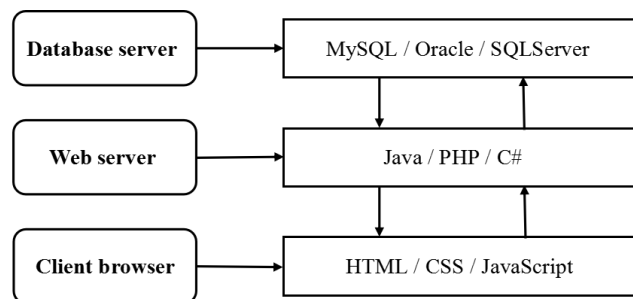 Database server
MySQL / Oracle / SQLServer
Web server
Java / PHP / C#
Client browser
HTML / CSS / JavaScript